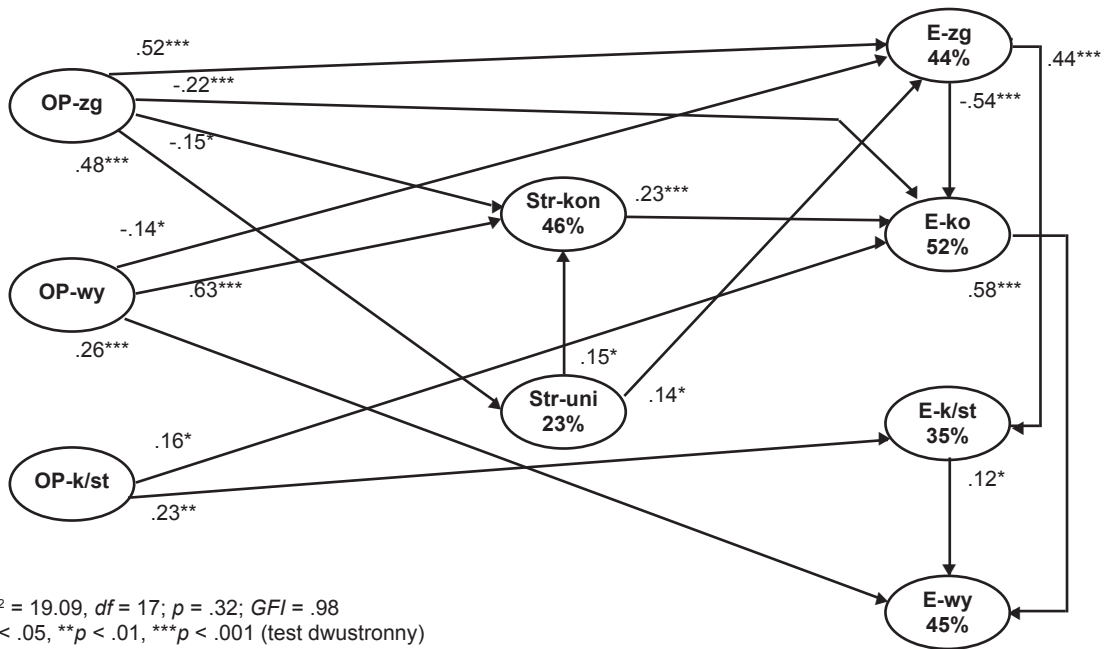 E-zg
44%
.52***
.44***
-.22***
OP-zg
-.54***
-.15*
.48***
Str-kon
46%
.23***
E-ko
52%
-.14*
OP-wy
.63***
.58***
.26***
.15*
Str-uni
23%
.14*
E-k/st
35%
.16*
OP-k/st
.12*
.23**
E-wy
45%
² = 19.09, df = 17; p = .32; GFI = .98
< .05, **p < .01, ***p < .001 (test dwustronny)